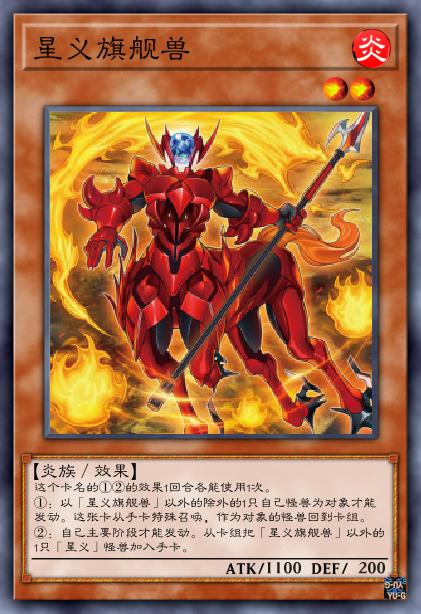 星义旗舰兽
炎
【炎族／效果】
这个卡名的①②的效果1回合各能使用1次。
①：以「星义旗舰兽」以外的除外的1只自己怪兽为对象才能
发动。这张卡从手卡特殊召唤，作为对象的怪兽回到卡组。
②：自己主要阶段才能发动。从卡组把「星义旗舰兽」以外的
1只「星义」怪兽加入手卡。
ATK/1100 DEF/ 200